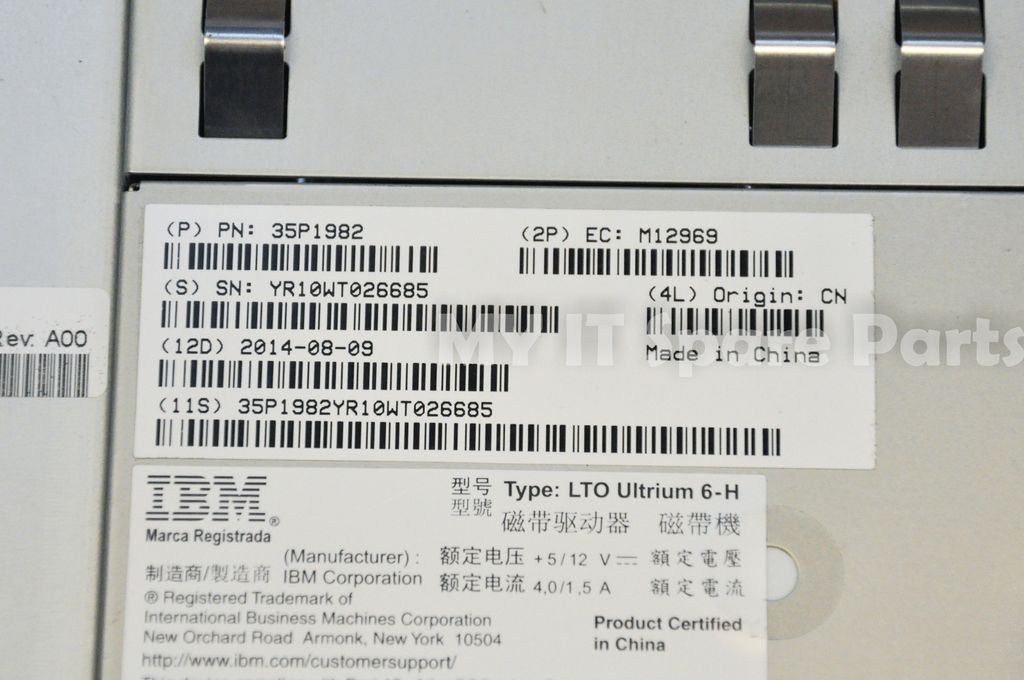 (P) PN: 35P1982
(2P) EC: M12969
(S) SN: YR10WT026685
(4L) Origin: CN
Rev: A00
MY IT Spare Parts
(12D) 2014-08-09
Made in China
(11S) 35P1982YR10WT026685
IBM®
Marca Registrada
型号 Type: LTO Ultrium 6-H
型號
磁带驱动器 磁帶機
(Manufacturer) :
制造商/製造商 IBM Corporation
额定电压 +5/12 V 額定電壓
额定电流 4,0/1,5 A 額定電流
® Registered Trademark of
International Business Machines Corporation
New Orchard Road Armonk, New York 10504
http://www.ibm.com/customersupport/
Product Certified
in China